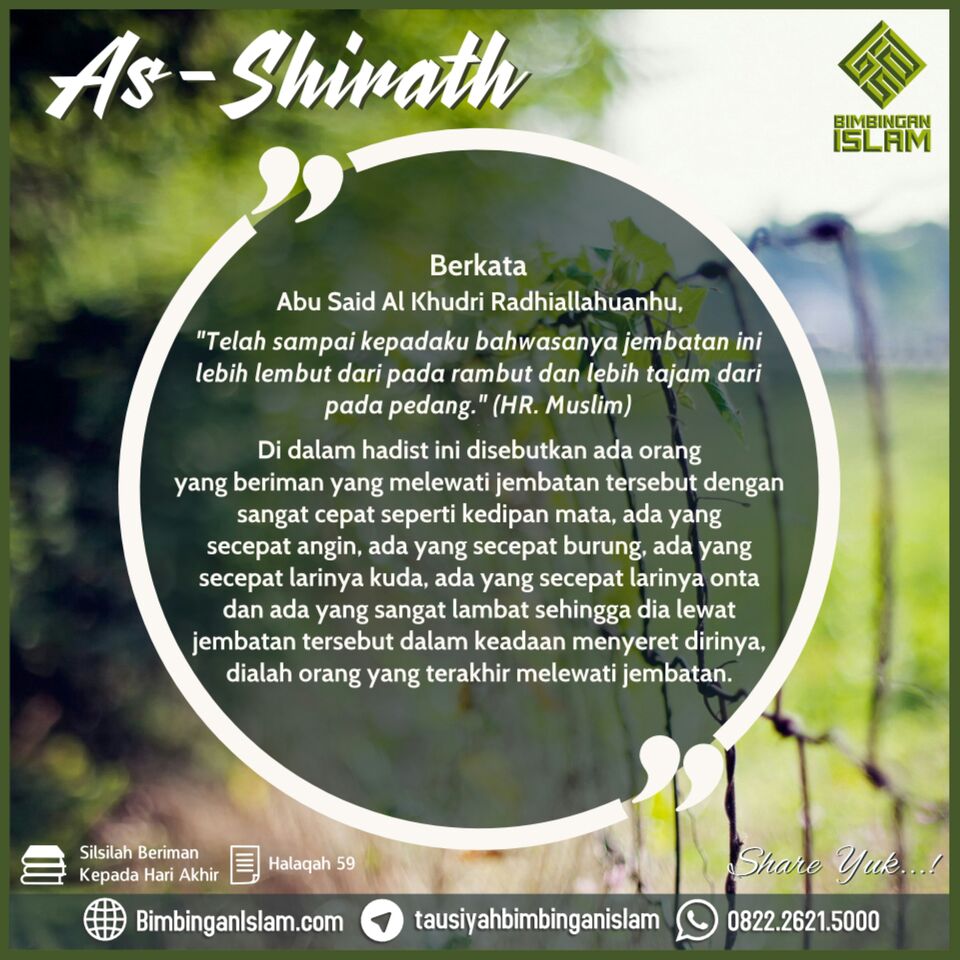 As-Shirath
BIMBINGAN
ISLAM
Berkata
Abu Said Al Khudri Radhiallahuanhu,
"Telah sampai kepadaku bahwasanya jembatan ini
lebih lembut dari pada rambut dan lebih tajam dari
pada pedang." (HR. Muslim)
Di dalam hadist ini disebutkan ada orang
yang beriman yang melewati jembatan tersebut dengan
sangat cepat seperti kedipan mata, ada yang
secepat angin, ada yang secepat burung, ada yang
secepat larinya kuda, ada yang secepat larinya onta
dan ada yang sangat lambat sehingga dia lewat
jembatan tersebut dalam keadaan menyeret dirinya,
dialah orang yang terakhir melewati jembatan.
Silsilah Beriman
Kepada Hari Akhir
Halaqah 59
Share Yuk...!
BimbinganIslam.com
tausiyahbimbinganislam
0822.2621.5000